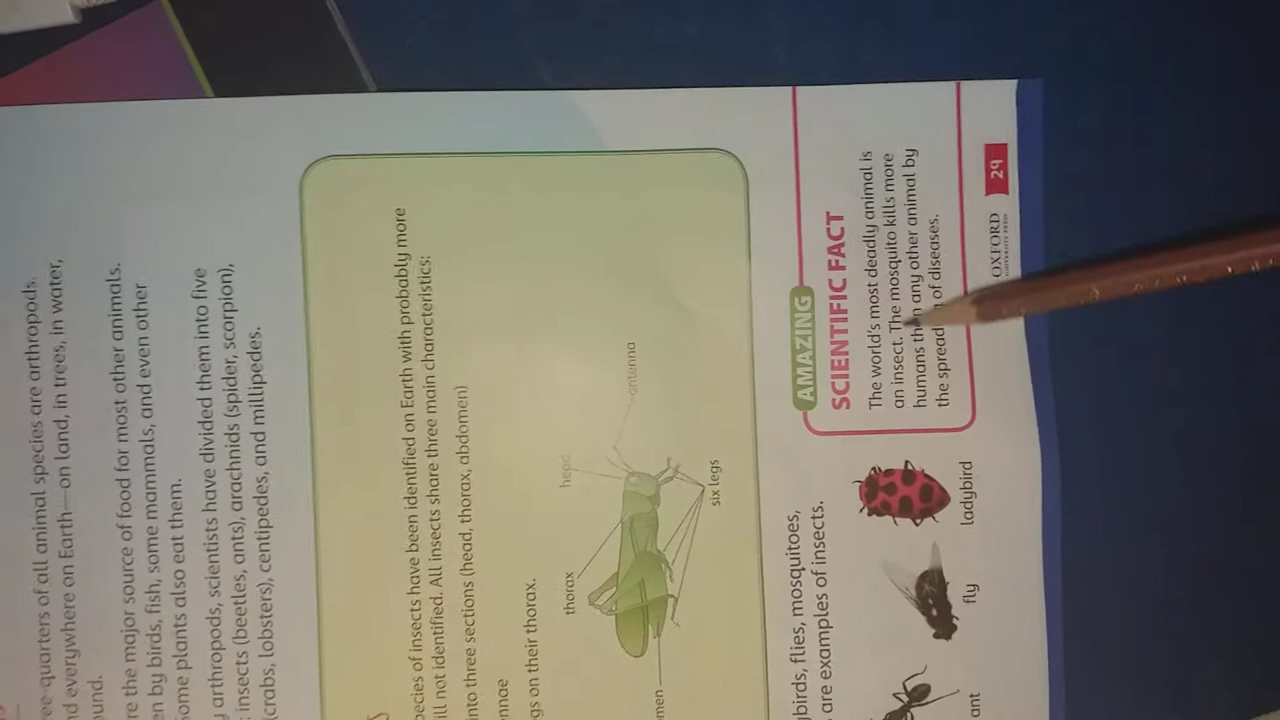 ee-quarters of all animal species are arthropods.
nd everywhere on Earth—on land, in trees, in water,
ound.
re the major source of food for most other animals.
en by birds, fish, some mammals, and even other
Some plants also eat them.
y arthropods, scientists have divided them into five
: insects (beetles, ants), arachnids (spider, scorpion),
(crabs, lobsters), centipedes, and millipedes.
pecies of insects have been identified on Earth with probably more
ill not identified. All insects share three main characteristics:
into three sections (head, thorax, abdomen)
nnae
gs on their thorax.
head
thorax
antenna
six legs
men
ybirds, flies, mosquitoes,
are examples of insects.
ant
fly
ladybird
AMAZING
SCIENTIFIC FACT
The world's most deadly animal is
an insect. The mosquito kills more
humans than any other animal by
the spread of diseases.
OXFORD
UNIVERSITY PRESS
29